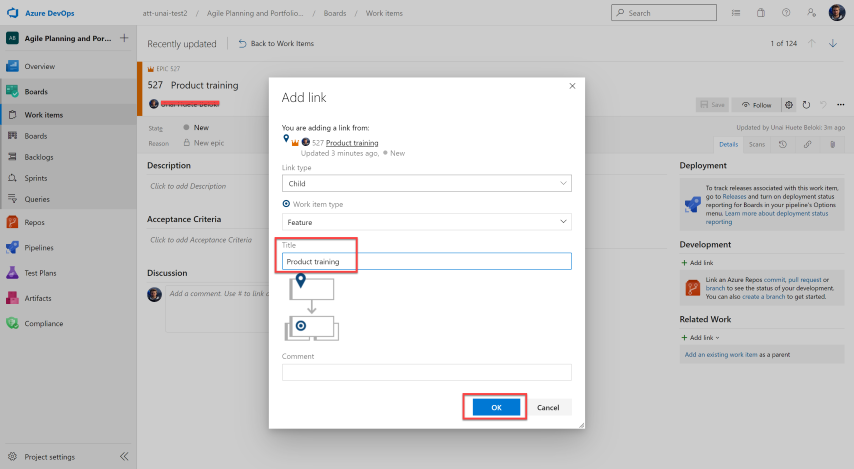 Azure DevOps
att-unai-test2 / Agile Planning and Portfolio... / Boards / Work items
Search
AB Agile Planning and Por... +
Overview
Boards
Work items
Boards
Backlogs
Sprints
Queries
Repos
Pipelines
Test Plans
Artifacts
Compliance
Project settings
Recently updated
Back to Work Items
1 of 124
EPIC 527
527 Product training
Unai Huete Beloki
Save
Follow
State
New
Reason
New epic
Updated by Unai Huete Beloki: 3m ago
Details
Scans
Description
Click to add Description
Acceptance Criteria
Click to add Acceptance Criteria
Discussion
Add a comment. Use # to link a
Add link
You are adding a link from:
527 Product training
Updated 3 minutes ago, New
Link type
Child
Work item type
Feature
Title
Product training
Comment
OK
Cancel
Deployment
To track releases associated with this work item,
go to Releases and turn on deployment status
reporting for Boards in your pipeline's Options
menu. Learn more about deployment status
reporting
Development
+ Add link
Link an Azure Repos commit, pull request or
branch to see the status of your development.
You can also create a branch to get started.
Related Work
+ Add link
Add an existing work item as a parent